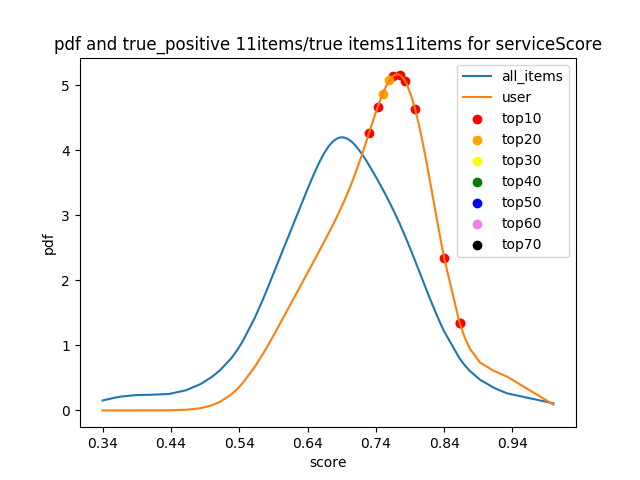 pdf and true_positive 11items/true items11items for serviceScore
all_items
user
top10
top20
top30
top40
top50
top60
top70
pdf
5
4
3
2
1
0
0.34 0.44 0.54 0.64 0.74 0.84 0.94
score